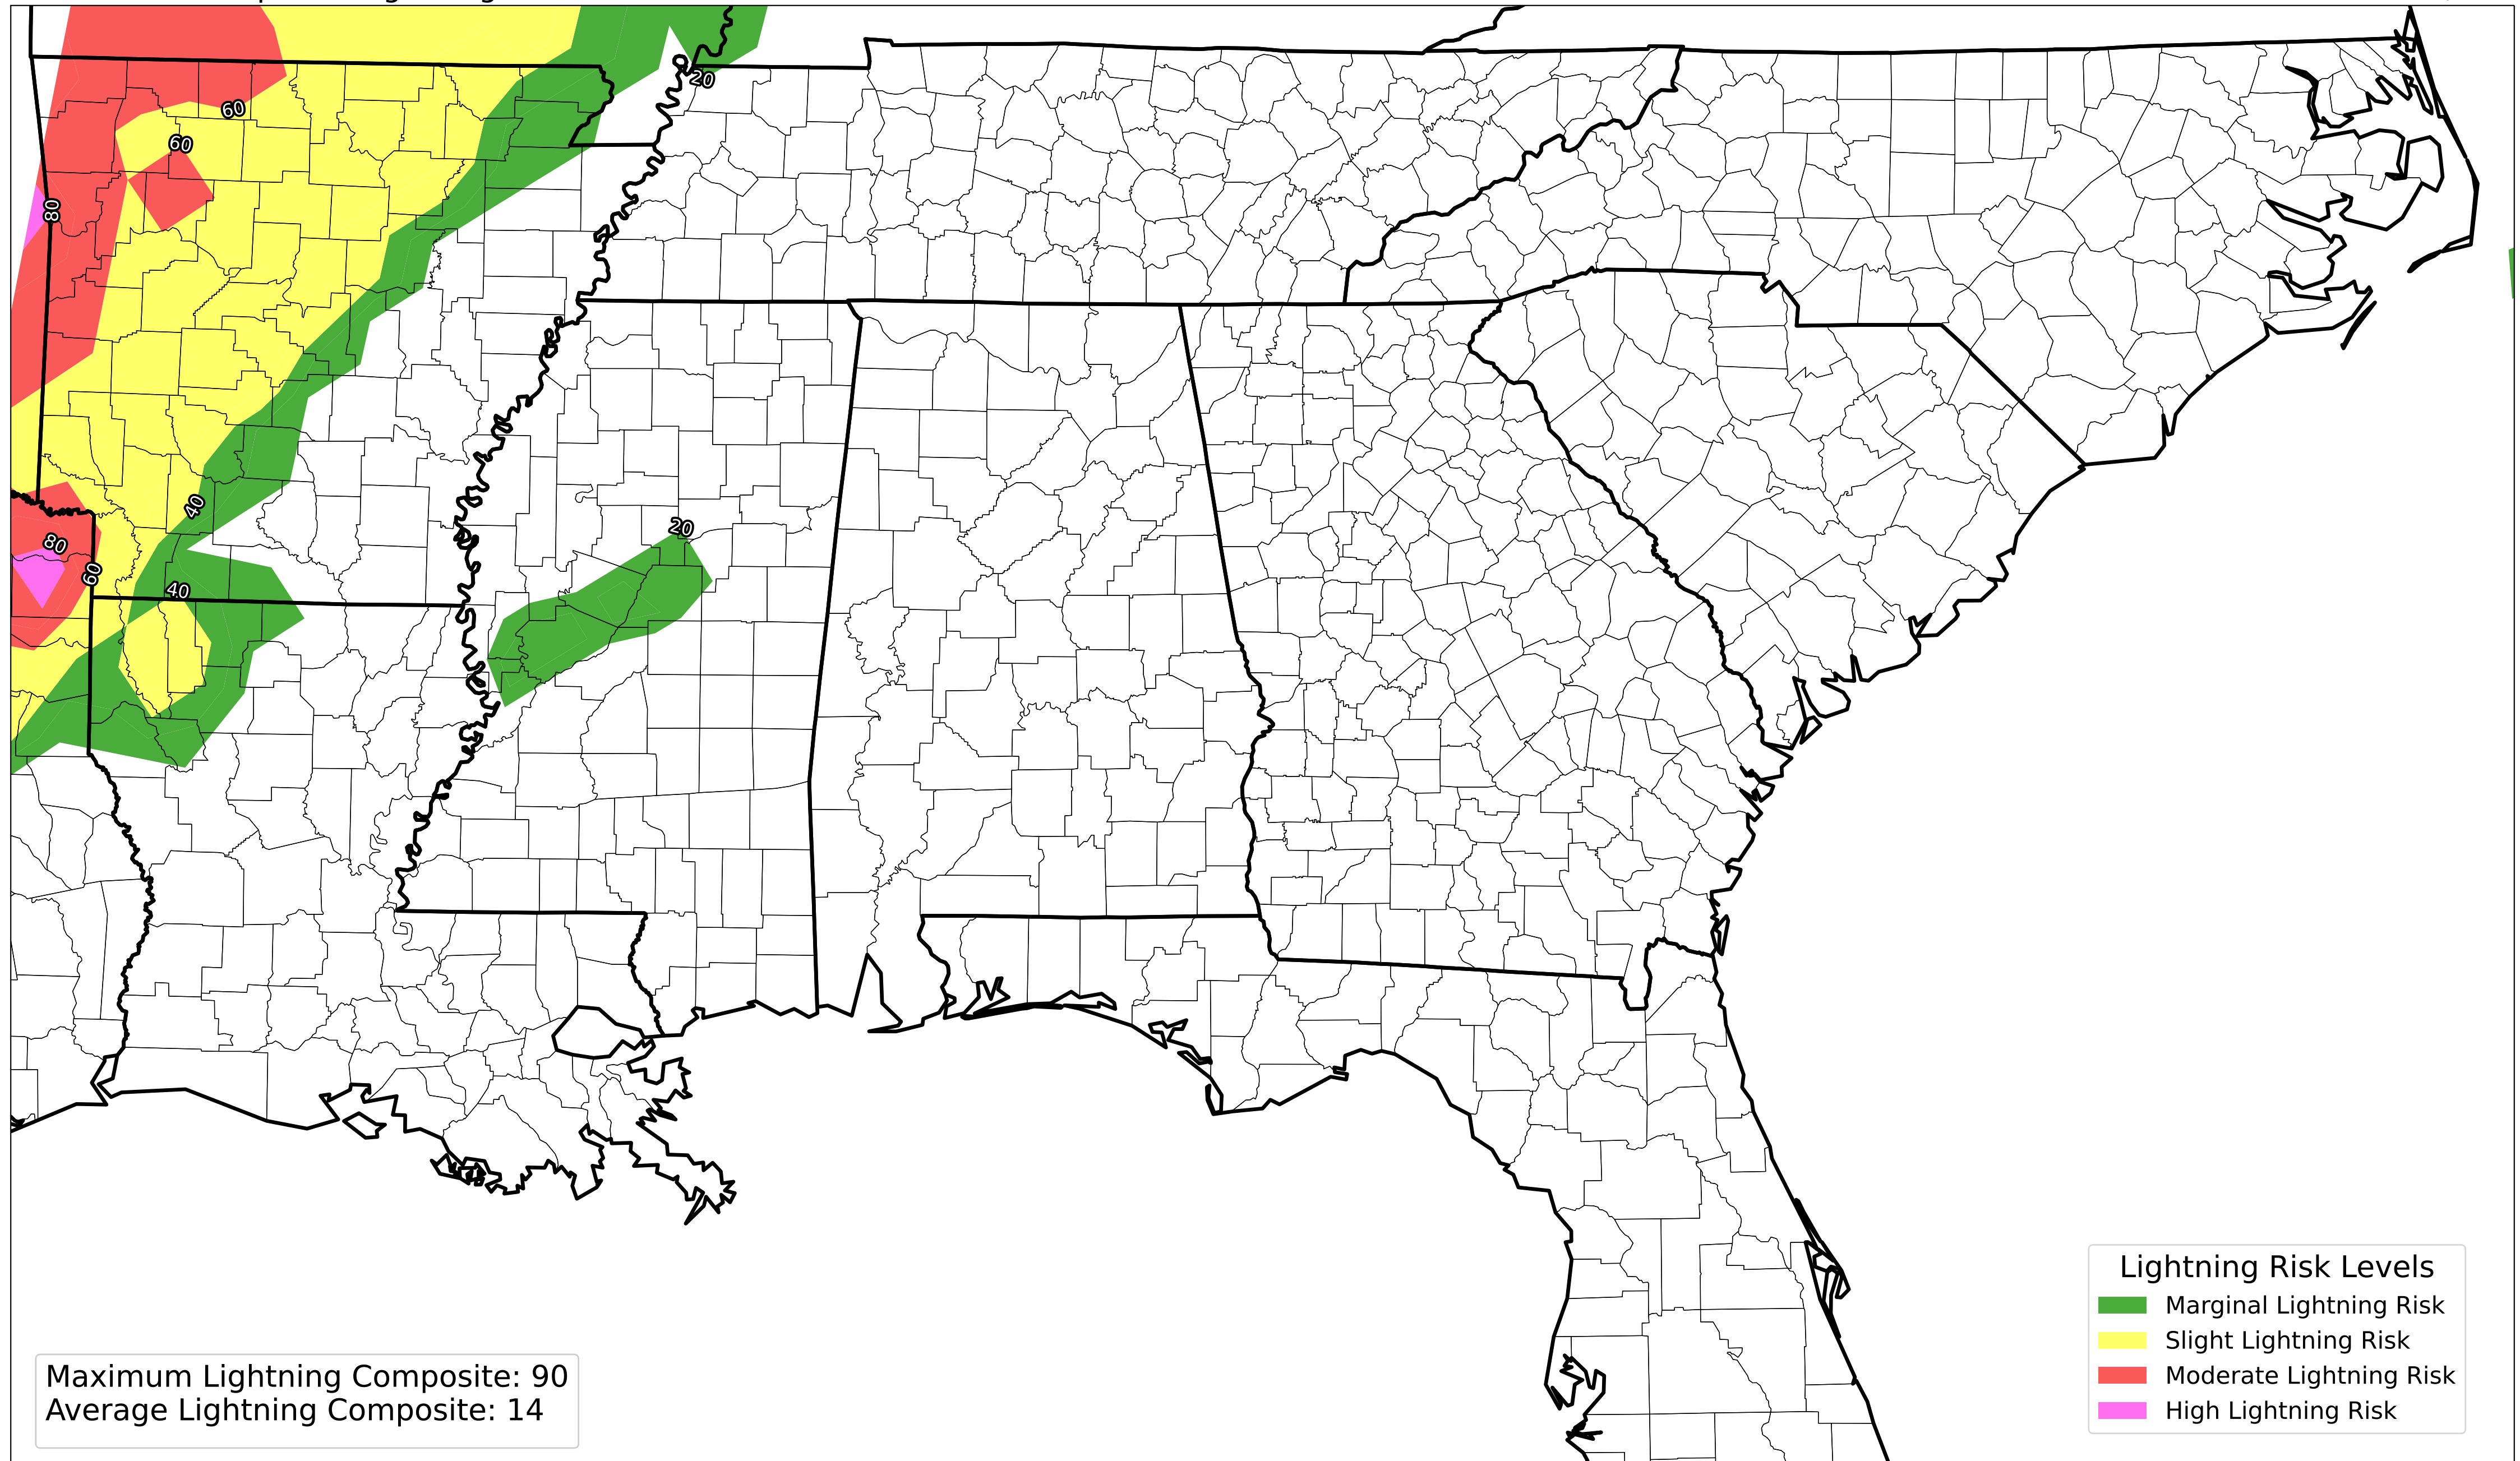 20
60
60
80
40
20
80
60
40
Lightning Risk Levels
Marginal Lightning Risk
Slight Lightning Risk
Moderate Lightning Risk
High Lightning Risk
Maximum Lightning Composite: 90
Average Lightning Composite: 14